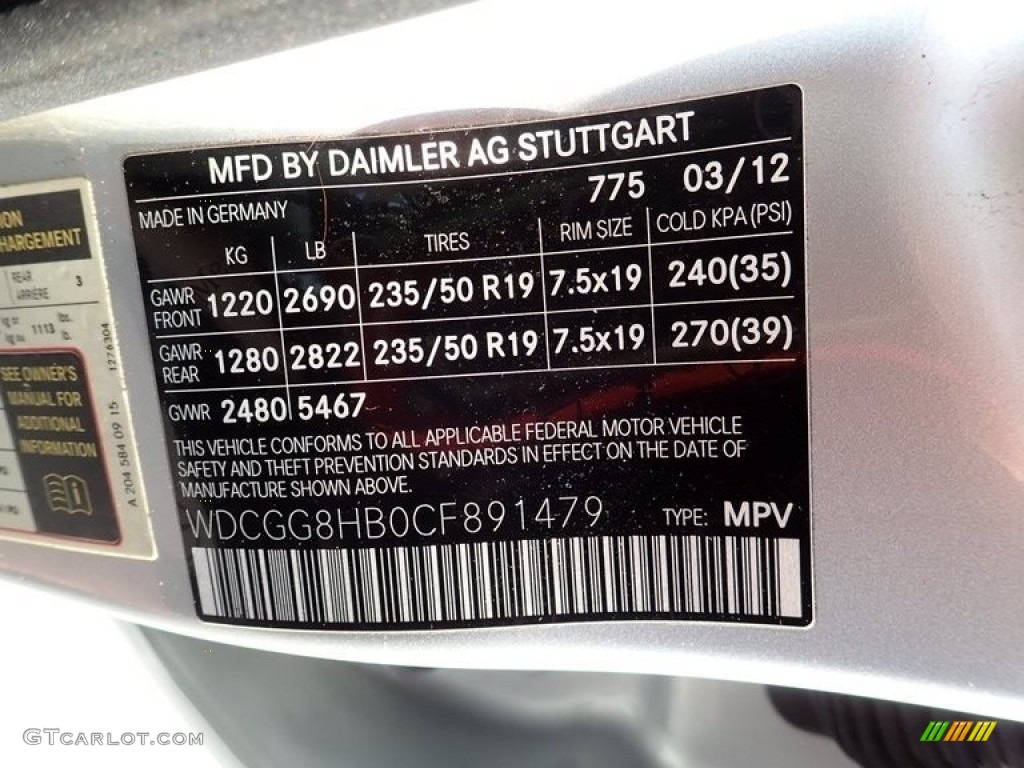 MFD BY DAIMLER AG STUTTGART
775 03/12
MADE IN GERMANY
KG LB TIRES RIM SIZE COLD KPA (PSI)
GAWR FRONT 1220 2690 235/50 R19 7.5x19 240(35)
GAWR REAR 1280 2822 235/50 R19 7.5x19 270(39)
GVWR 2480 5467
THIS VEHICLE CONFORMS TO ALL APPLICABLE FEDERAL MOTOR VEHICLE
SAFETY AND THEFT PREVENTION STANDARDS IN EFFECT ON THE DATE OF
MANUFACTURE SHOWN ABOVE.
WDCGG8HB0CF891479 TYPE: MPV
HARGEMENT
REAR 3
ARRIÈRE
kg or 1113 lbs.
SEE OWNER'S
MANUAL FOR
ADDITIONAL
INFORMATION
A 204 584 09 15 1276304
GTCARLOT.COM